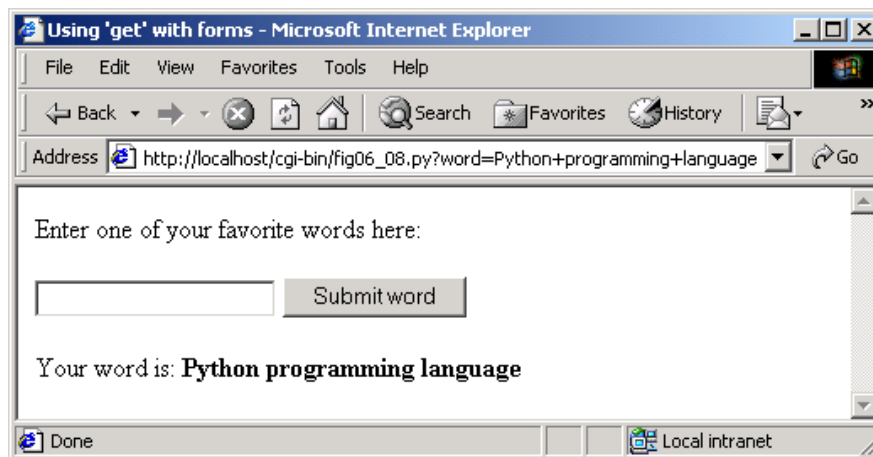 Using 'get' with forms - Microsoft Internet Explorer
File Edit View Favorites Tools Help
Back Search Favorites History »
Address http://localhost/cgi-bin/fig06_08.py?word=Python+programming+language Go
Enter one of your favorite words here:
Submit word
Your word is: Python programming language
Done Local intranet